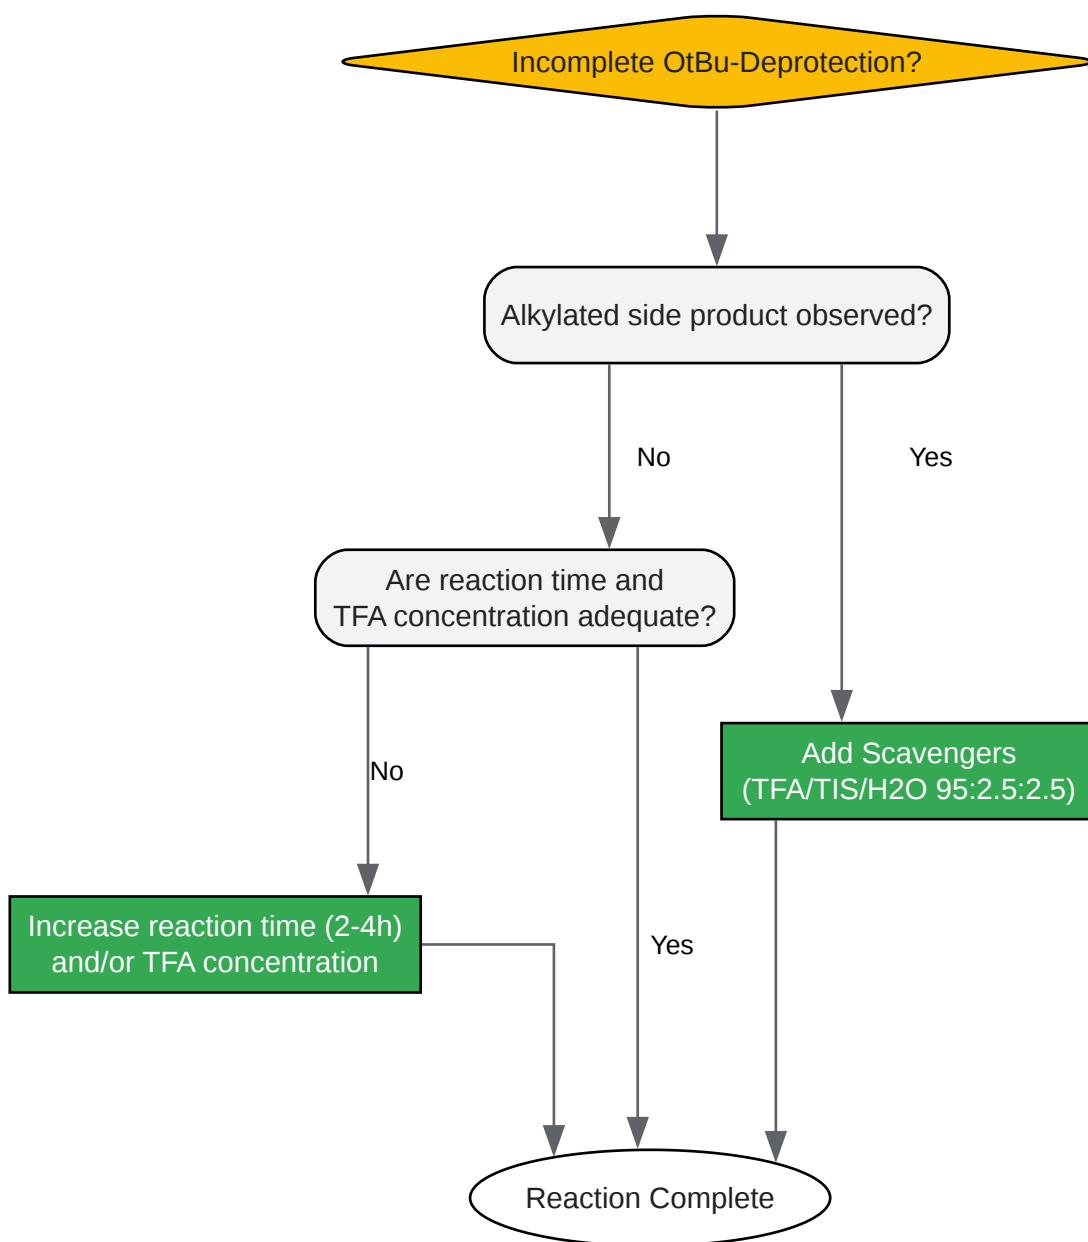 Incomplete OtBu-Deprotection?
Alkylated side product observed?
No
Yes
Are reaction time and
TFA concentration adequate?
Add Scavengers
(TFA/TIS/H2O 95:2.5:2.5)
No
Increase reaction time (2-4h)
and/or TFA concentration
Yes
Reaction Complete